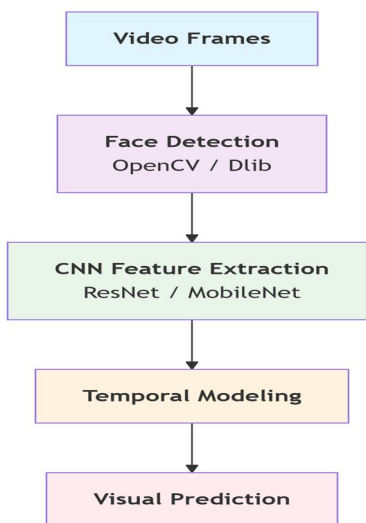 Video Frames
Face Detection
OpenCV / Dlib
CNN Feature Extraction
ResNet / MobileNet
Temporal Modeling
Visual Prediction